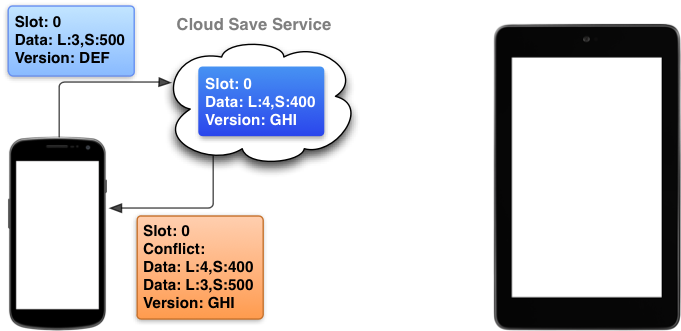 Slot: 0
Data: L:3,S:500
Version: DEF
Cloud Save Service
Slot: 0
Data: L:4,S:400
Version: GHI
Slot: 0
Conflict:
Data: L:4,S:400
Data: L:3,S:500
Version: GHI